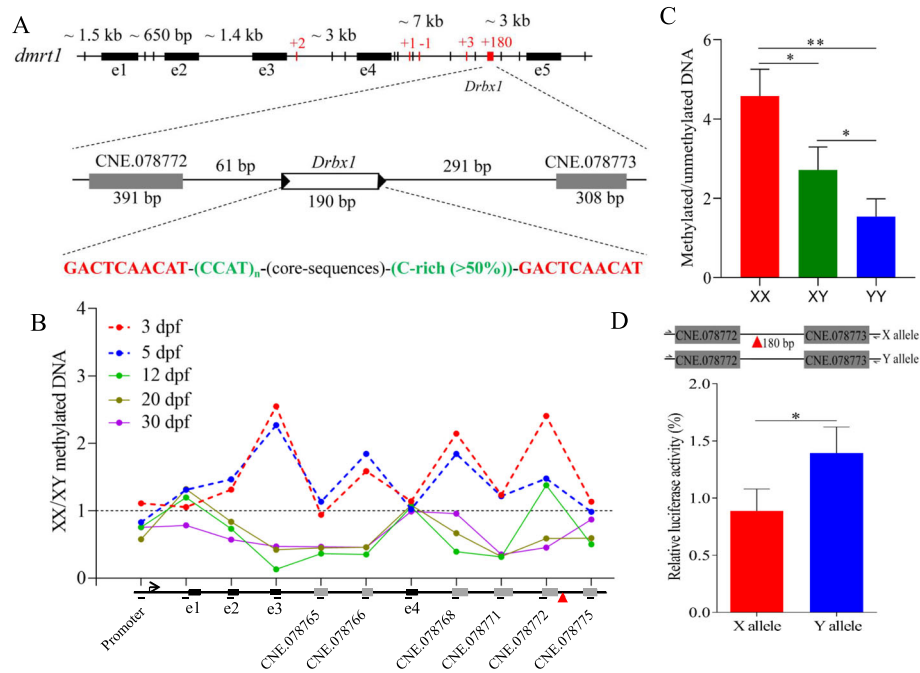 A
~ 1.5 kb ~ 650 bp ~ 1.4 kb ~ 3 kb ~ 7 kb ~ 3 kb
+2 +1 -1 +3 +180
dmrt1
e1 e2 e3 e4 e5
Drbx1
CNE.078772 61 bp Drbx1 291 bp CNE.078773
391 bp 190 bp 308 bp
GACTCAACAT-(CCAT)n-(core-sequences)-(C-rich (>50%))-GACTCAACAT
B
XX/XY methylated DNA
4
3
2
1
0
3 dpf
5 dpf
12 dpf
20 dpf
30 dpf
Promoter e1 e2 e3 CNE.078765 CNE.078766 e4 CNE.078768 CNE.078771 CNE.078772 CNE.078775
C
Methylated/unmethylated DNA
6
4
2
0
**
*
*
XX XY YY
D
CNE.078772 CNE.078773 X allele
180 bp
CNE.078772 CNE.078773 Y allele
Relative luciferase activity (%)
2.0
1.5
1.0
0.5
0.0
*
X allele Y allele